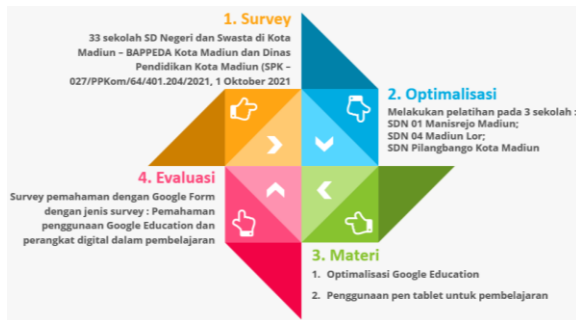 1. Survey
33 sekolah SD Negeri dan Swasta di Kota
Madiun – BAPPEDA Kota Madiun dan Dinas
Pendidikan Kota Madiun (SPK –
027/PPKom/64/401.204/2021, 1 Oktober 2021
2. Optimalisasi
Melakukan pelatihan pada 3 sekolah :
SDN 01 Manisrejo Madiun;
SDN 04 Madiun Lor;
SDN Pilangbango Kota Madiun
3. Materi
1. Optimalisasi Google Education
2. Penggunaan pen tablet untuk pembelajaran
4. Evaluasi
Survey pemahaman dengan Google Form
dengan jenis survey : Pemahaman
penggunaan Google Education dan
perangkat digital dalam pembelajaran